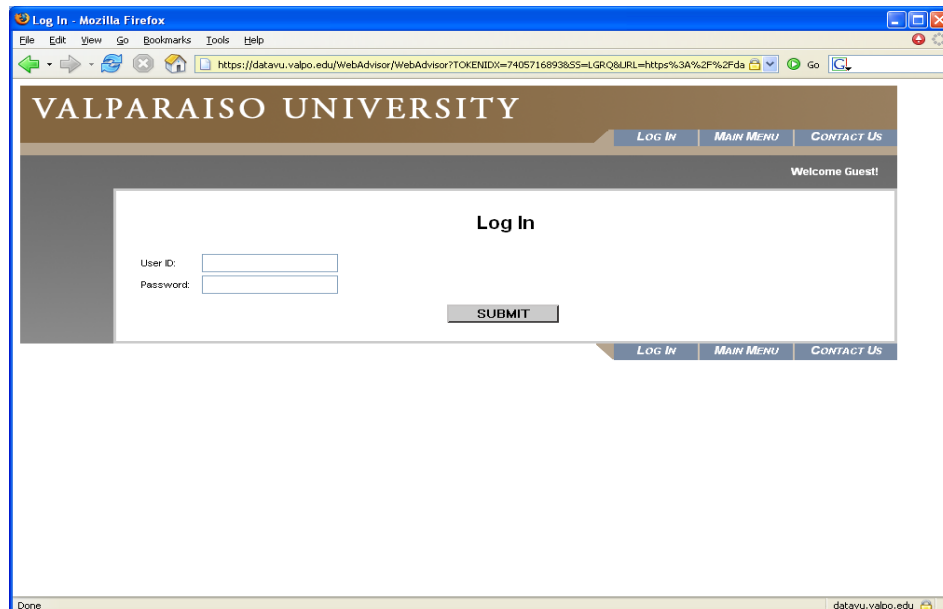 Log In - Mozilla Firefox
File Edit View Go Bookmarks Tools Help
https://datavu.valpo.edu/WebAdvisor/WebAdvisor?TOKENIDX=7405716893&SS=LGRQ&URL=https%3A%2F%2Fda Go G
VALPARAISO UNIVERSITY
LOG IN MAIN MENU CONTACT US
Welcome Guest!
Log In
User ID:
Password:
SUBMIT
LOG IN MAIN MENU CONTACT US
Done datavu.valpo.edu